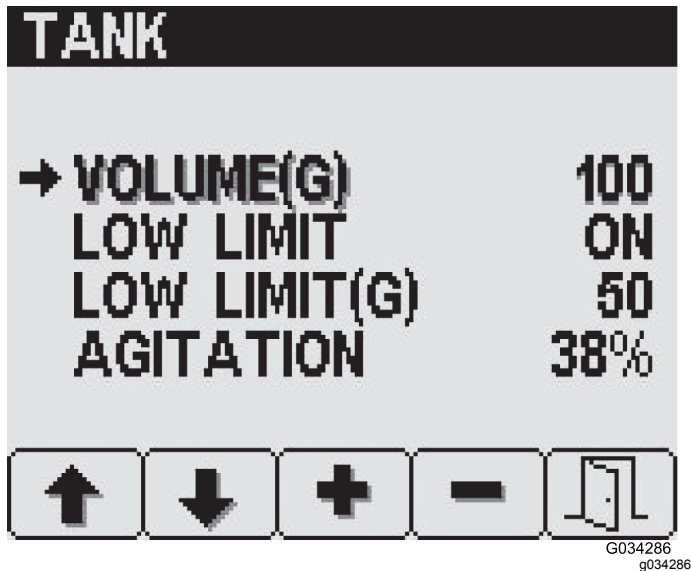 TANK
VOLUME(G) 100
LOW LIMIT ON
LOW LIMIT(G) 50
AGITATION 38%
G034286
g034286